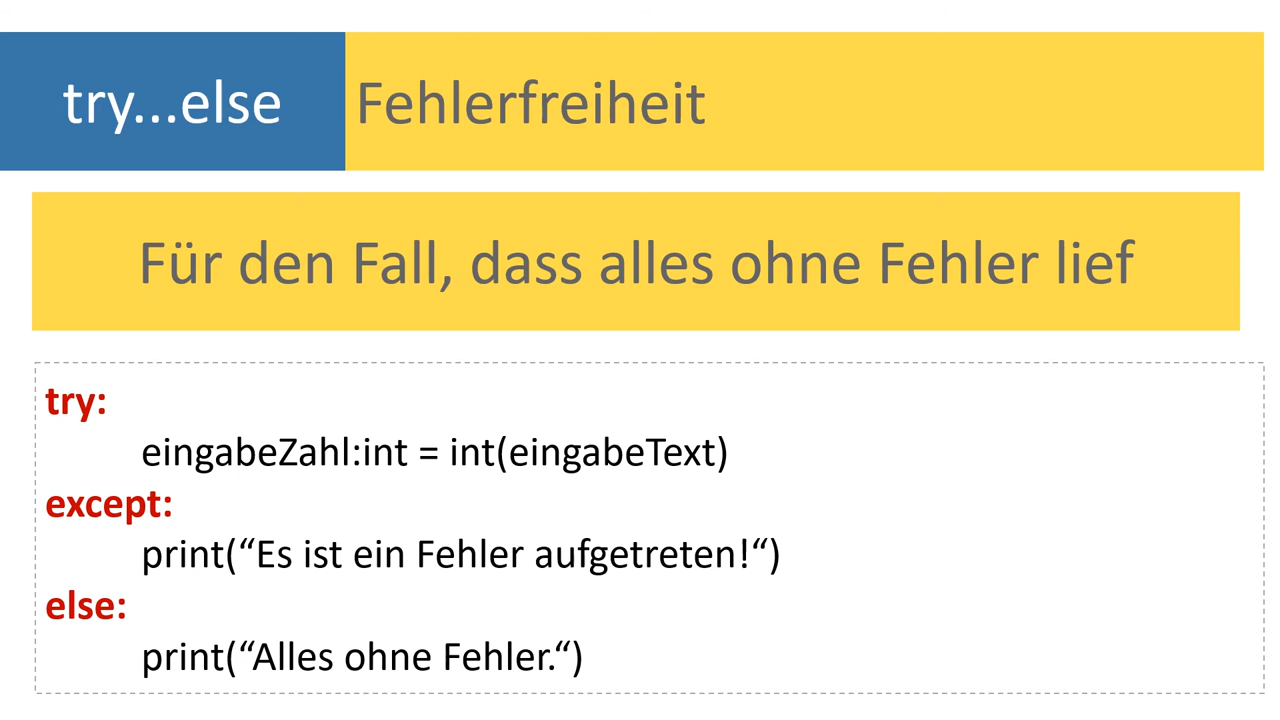 try...else
Fehlerfreiheit
Für den Fall, dass alles ohne Fehler lief
try:
eingabeZahl:int = int(eingabeText)
except:
print(“Es ist ein Fehler aufgetreten!“)
else:
print(“Alles ohne Fehler.“)